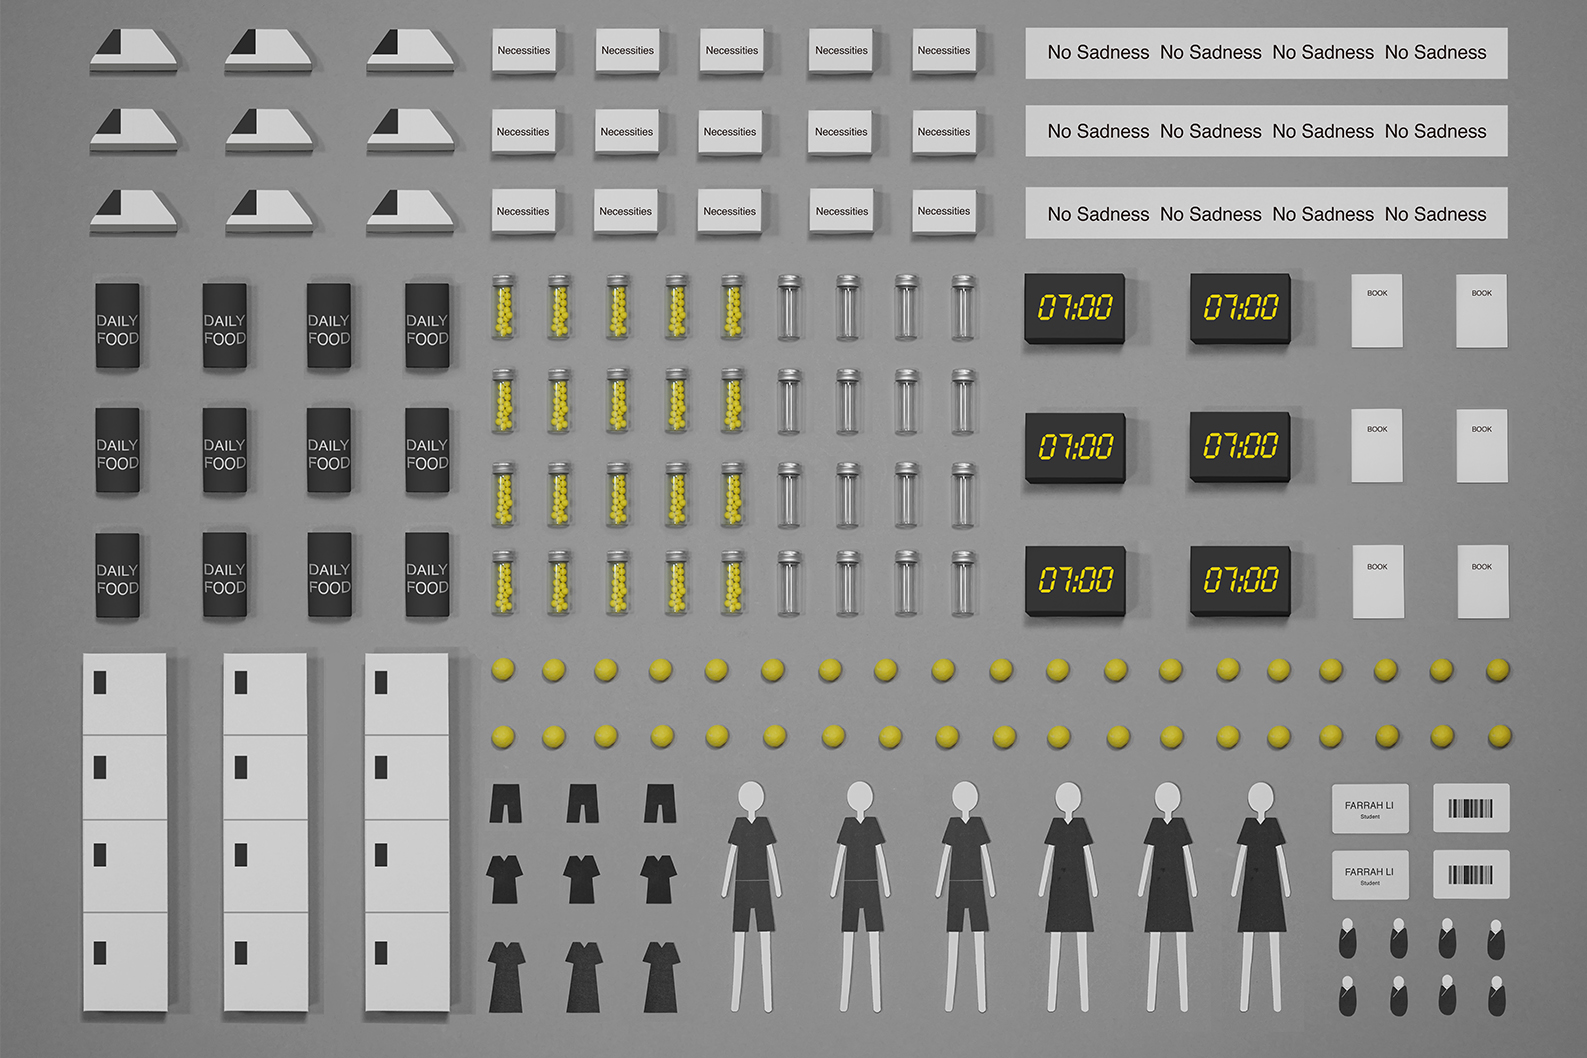 Necessities Necessities Necessities Necessities Necessities
No Sadness No Sadness No Sadness No Sadness
Necessities Necessities Necessities Necessities Necessities
No Sadness No Sadness No Sadness No Sadness
Necessities Necessities Necessities Necessities Necessities
No Sadness No Sadness No Sadness No Sadness
DAILY
FOOD
DAILY
FOOD
DAILY
FOOD
DAILY
FOOD
07:00
07:00
BOOK
BOOK
DAILY
FOOD
DAILY
FOOD
DAILY
FOOD
DAILY
FOOD
07:00
07:00
BOOK
BOOK
DAILY
FOOD
DAILY
FOOD
DAILY
FOOD
DAILY
FOOD
07:00
07:00
BOOK
BOOK
FARRAH LI
Student
FARRAH LI
Student